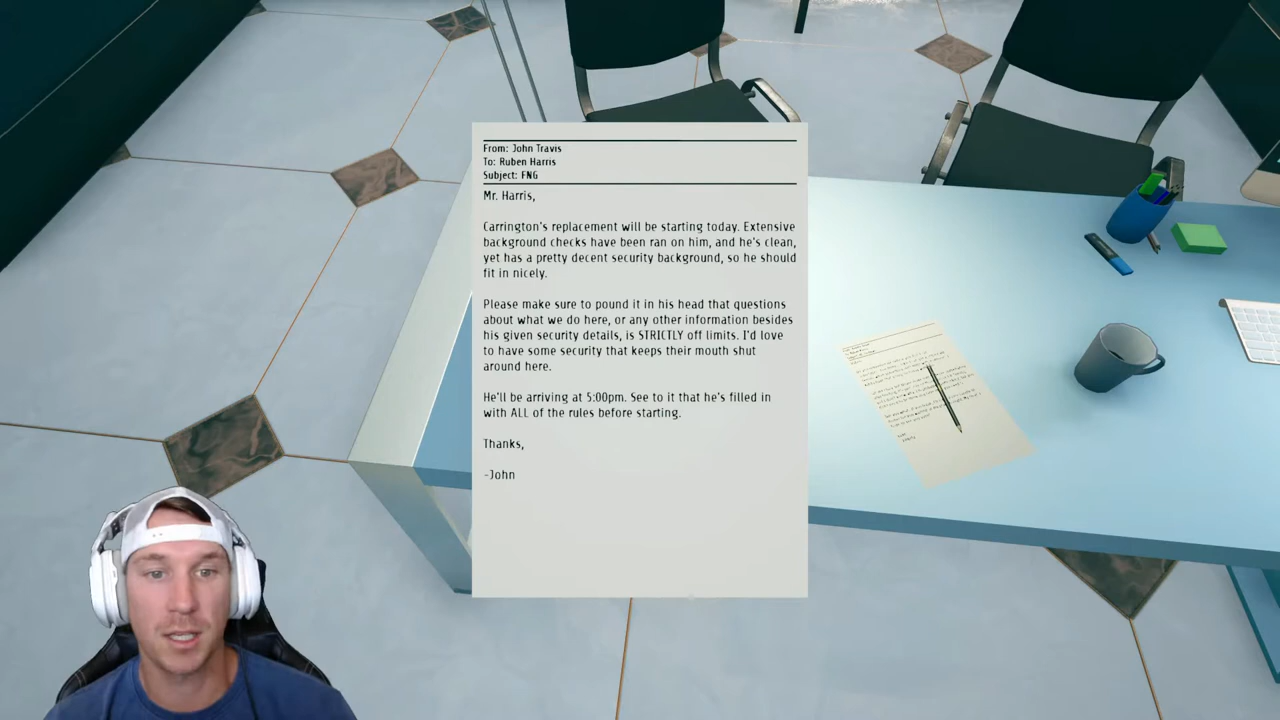 From: John Travis
To: Ruben Harris
Subject: FNG
Mr. Harris,
Carrington's replacement will be starting today. Extensive
background checks have been ran on him, and he's clean,
yet has a pretty decent security background, so he should
fit in nicely.
Please make sure to pound it in his head that questions
about what we do here, or any other information besides
his given security details, is STRICTLY off limits. I'd love
to have some security that keeps their mouth shut
around here.
He'll be arriving at 5:00pm. See to it that he's filled in
with ALL of the rules before starting.
Thanks,
-John